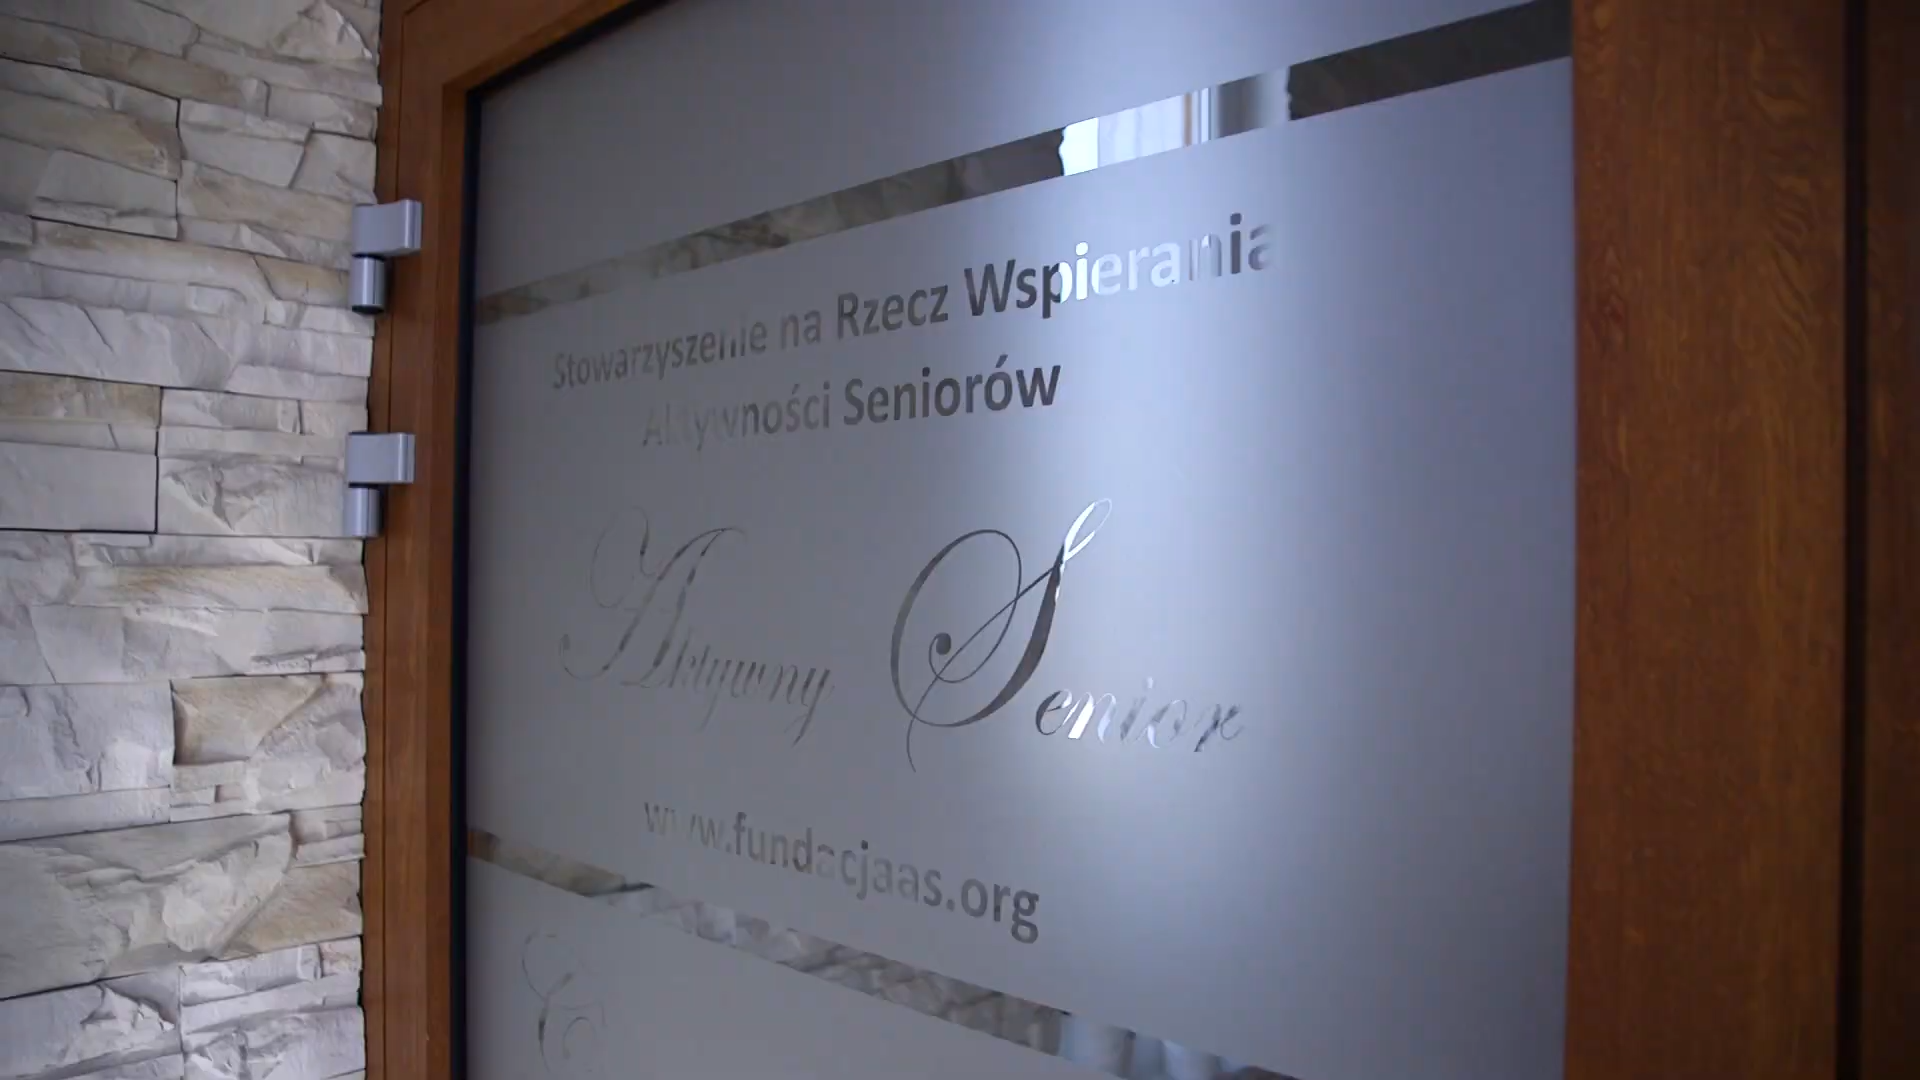 Stowarzyszenie na Rzecz Wspierania
Aktywności Seniorów
Aktywny Senior
www.fundacjaas.org